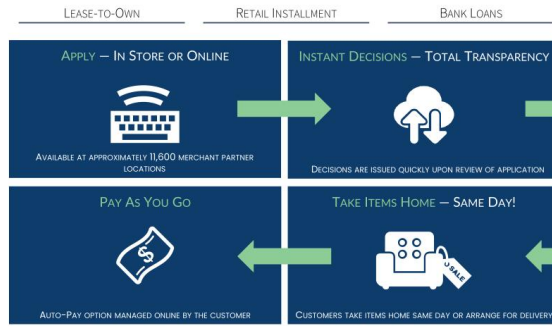 LEASE-TO-OWN
RETAIL INSTALLMENT
BANK LOANS
APPLY – IN STORE OR ONLINE
AVAILABLE AT APPROXIMATELY 11,600 MERCHANT PARTNER
LOCATIONS
INSTANT DECISIONS – TOTAL TRANSPARENCY
DECISIONS ARE ISSUED QUICKLY UPON REVIEW OF APPLICATION
PAY AS YOU GO
$
AUTO-PAY OPTION MANAGED ONLINE BY THE CUSTOMER
TAKE ITEMS HOME – SAME DAY!
SALE
CUSTOMERS TAKE ITEMS HOME SAME DAY OR ARRANGE FOR DELIVERY